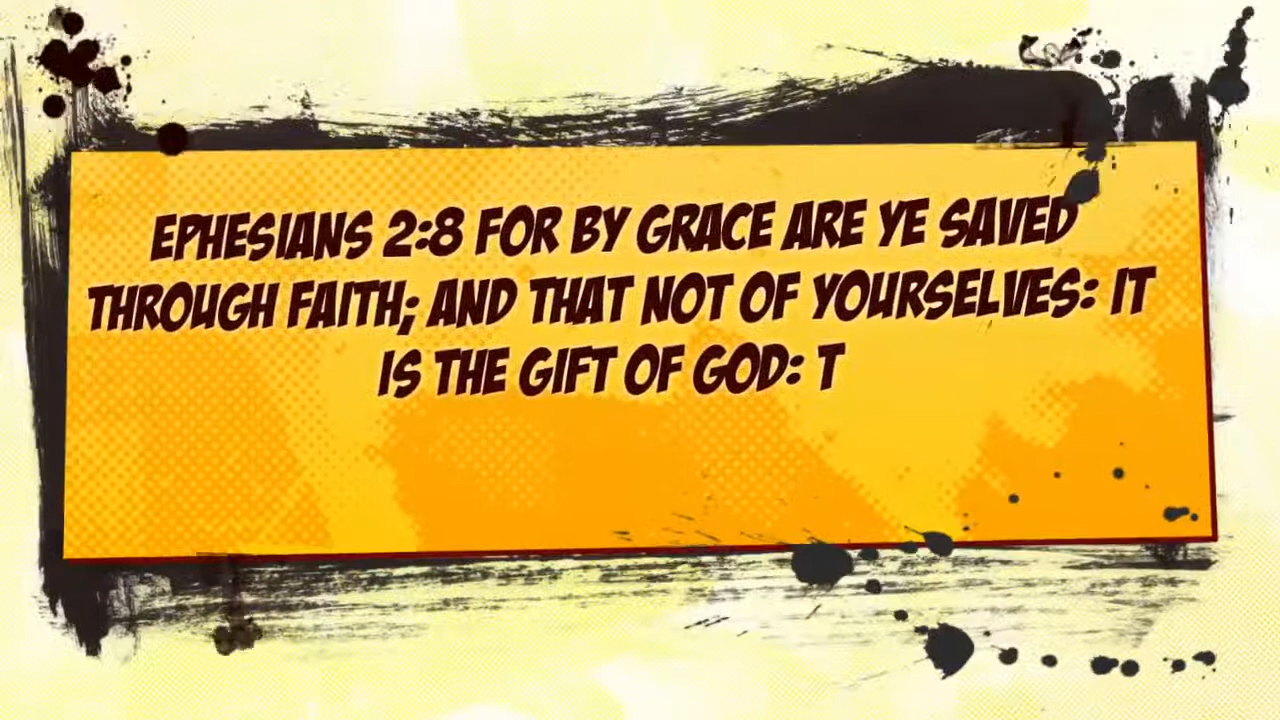 EPHESIANS 2:8 FOR BY GRACE ARE YE SAVED
THROUGH FAITH; AND THAT NOT OF YOURSELVES: IT
IS THE GIFT OF GOD: T